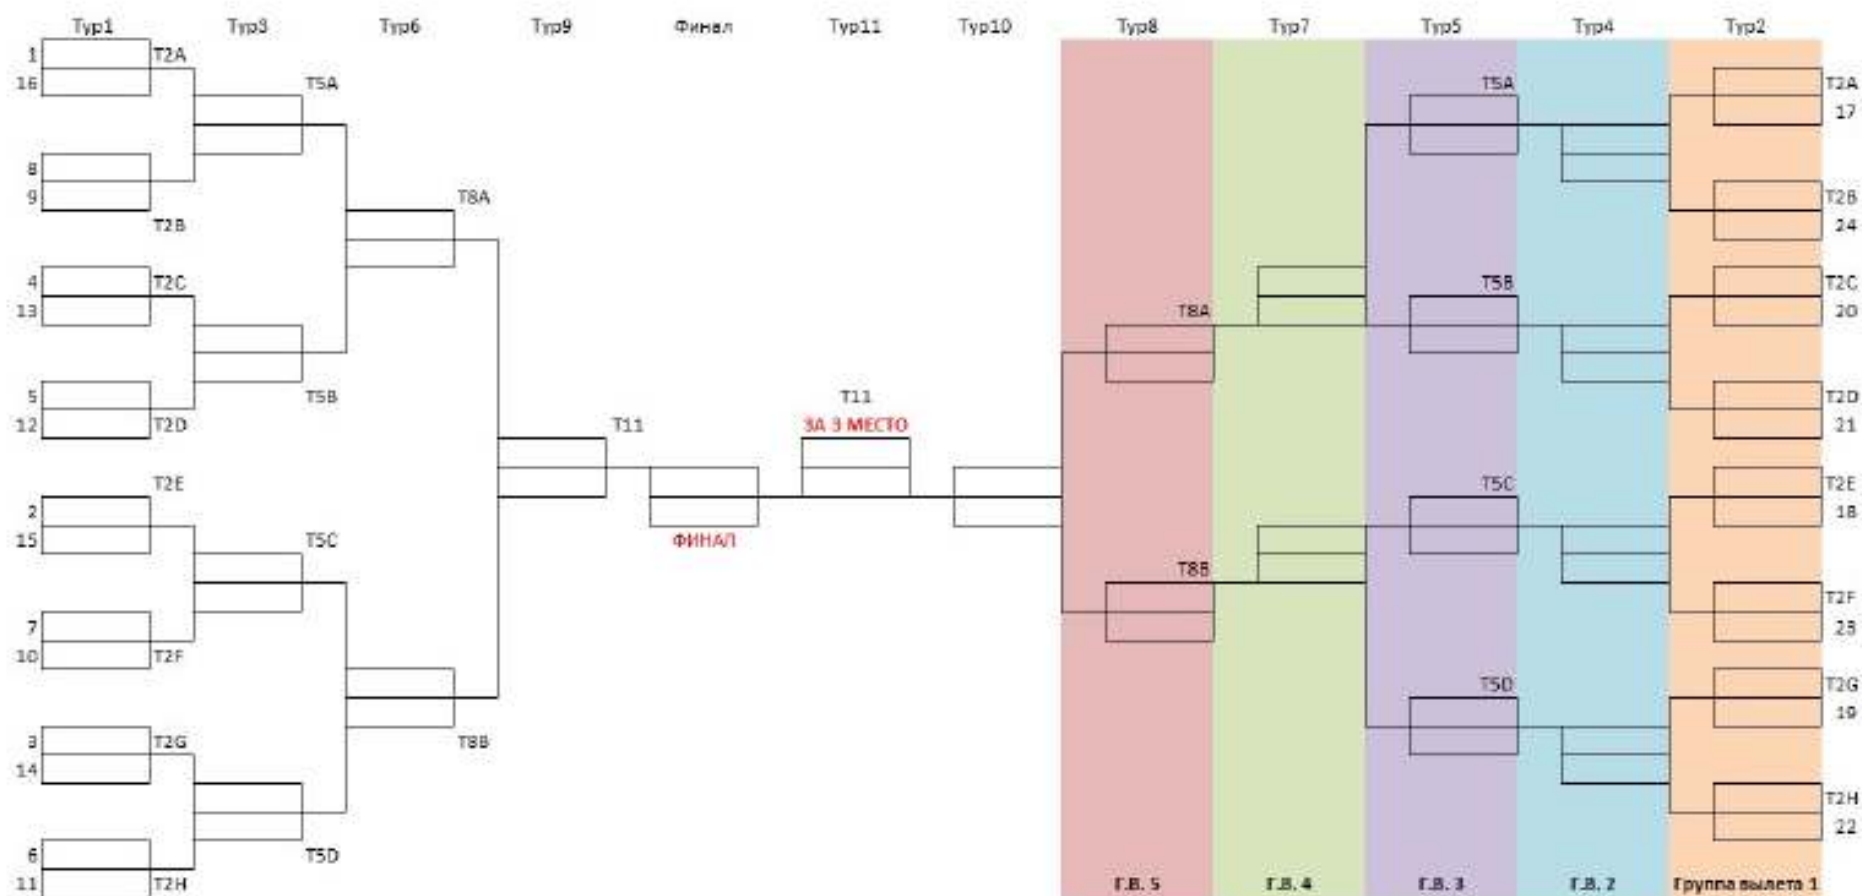 Тур1 Тур3 Тур6 Тур9 Финал Тур11 Тур10 Тур8 Тур7 Тур5 Тур4 Тур2
1 T2A
16
T5A
8
9
T2B
T8A
4 T2C
13
5
12 T2D
T5B
T11
T2E
2
15
T5C
7
10 T2F
3 T2G
14
T8B
6
11 T2H
T5D
T11
ЗА 3 МЕСТО
ФИНАЛ
T8A
T8B
T5A
T5B
T5C
T5D
T2A
17
T2B
24
T2C
20
T2D
21
T2E
18
T2F
23
T2G
19
T2H
22
Г.В. 5 Г.В. 4 Г.В. 3 Г.В. 2 Группа вылета 1